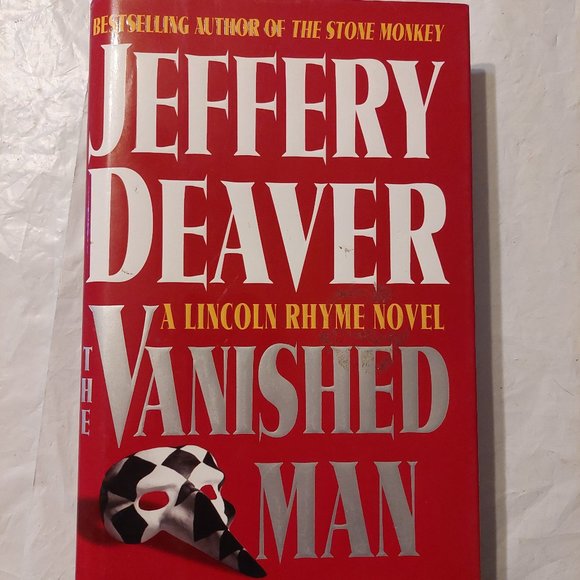 BESTSELLING AUTHOR OF THE STONE MONKEY
JEFFERY
DEAVER
A LINCOLN RHYME NOVEL
THE
VANISHED
MAN